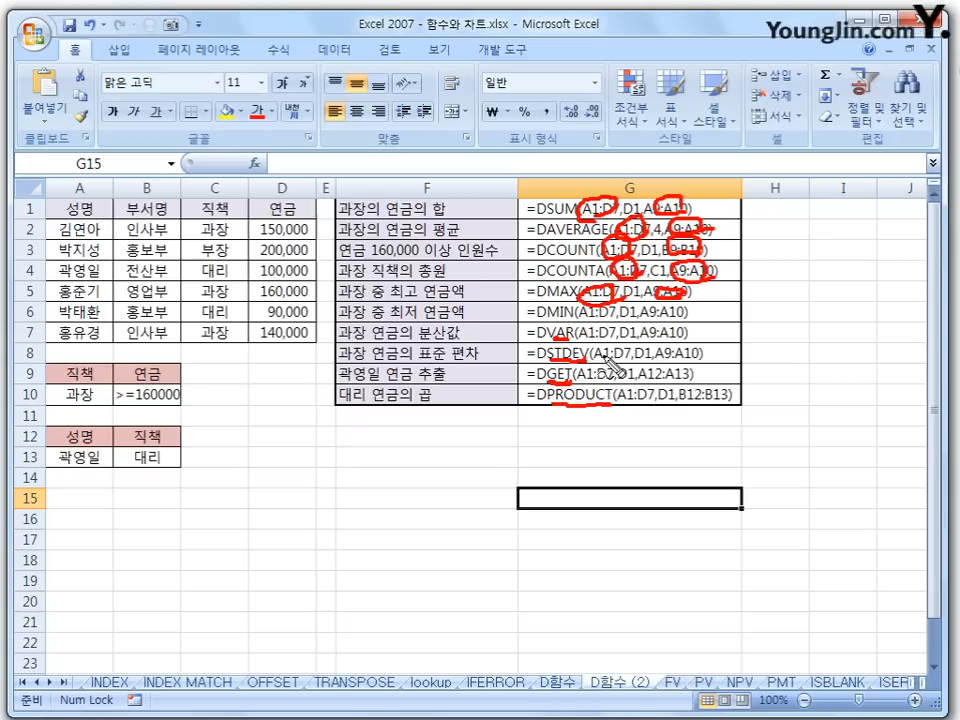 Excel 2007 - 함수와 차트.xlsx - Microsoft Excel
Youngjin.com Y.
홈 삽입 페이지 레이아웃 수식 데이터 검토 보기 개발 도구
붙여넣기 맑은 고딕 11 가 가 일반 조건부 서식 표 서식 셀 스타일 삽입 삭제 서식 정렬 및 필터 찾기 및 선택
가 가 가 가 내천 % ,
클립보드 글꼴 맞춤 표시 형식 스타일 셀 편집
G15 fx
A B C D E F G H I J
1 성명 부서명 직책 연금 과장의 연금의 합 =DSUM(A1:D7,D1,A9:A10)
2 김연아 인사부 과장 150,000 과장의 연금의 평균 =DAVERAGE(A1:D7,4,A9:A10)
3 박지성 홍보부 부장 200,000 연금 160,000 이상 인원수 =DCOUNT(A1:D7,D1,B9:B10)
4 곽영일 전산부 대리 100,000 과장 직책의 총원 =DCOUNTA(A1:D7,C1,A9:A10)
5 홍준기 영업부 과장 160,000 과장 중 최고 연금액 =DMAX(A1:D7,D1,A9:A10)
6 박태환 홍보부 대리 90,000 과장 중 최저 연금액 =DMIN(A1:D7,D1,A9:A10)
7 홍유경 인사부 과장 140,000 과장 연금의 분산값 =DVAR(A1:D7,D1,A9:A10)
8 과장 연금의 표준 편차 =DSTDEV(A1:D7,D1,A9:A10)
9 직책 연금 곽영일 연금 추출 =DGET(A1:D7,D1,A12:A13)
10 과장 >=160000 대리 연금의 곱 =DPRODUCT(A1:D7,D1,B12:B13)
11
12 성명 직책
13 곽영일 대리
14
15
16
17
18
19
20
21
22
23
INDEX INDEX MATCH OFFSET TRANSPOSE lookup IFERROR D함수 D함수 (2) FV PV NPV PMT ISBLANK ISER
준비 Num Lock 100%